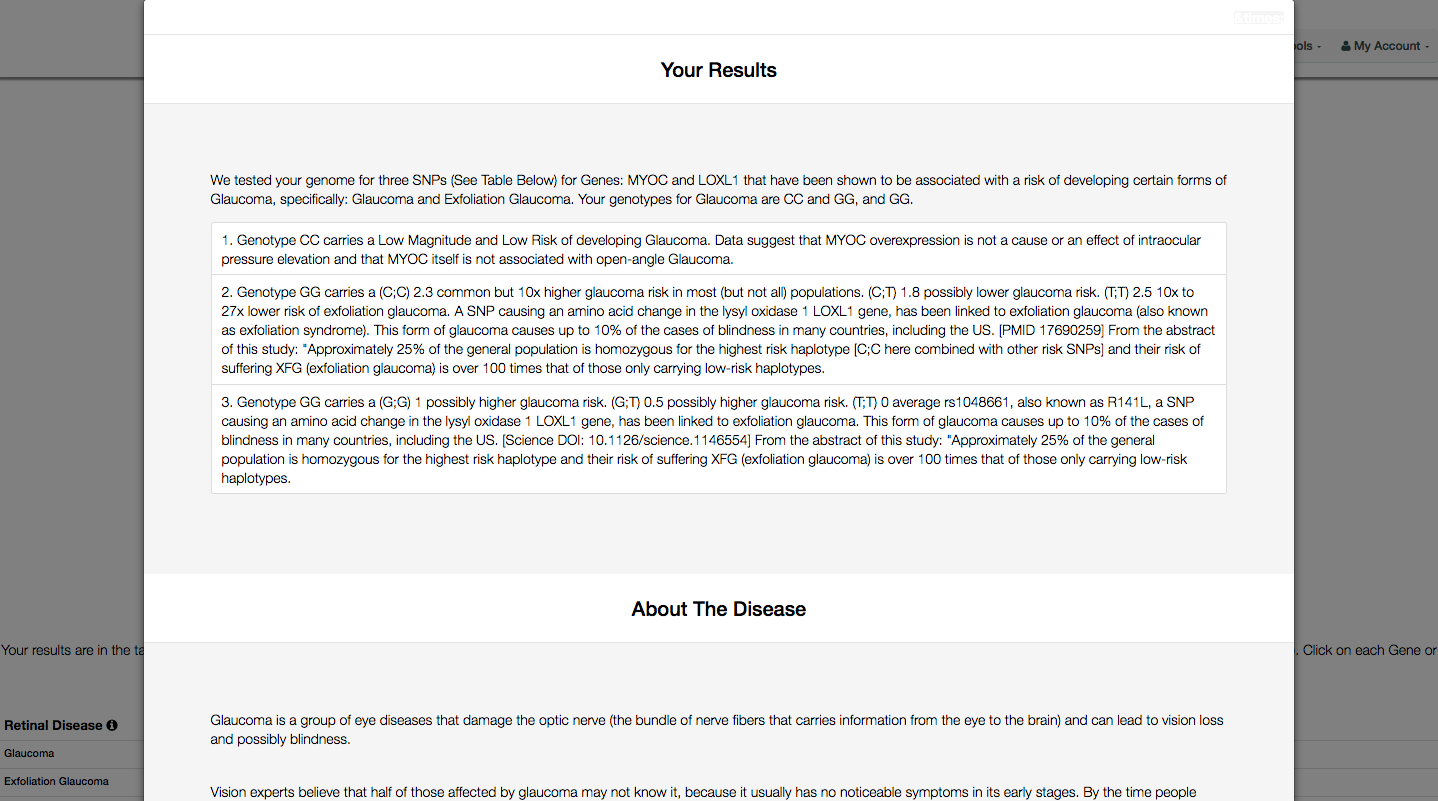 ols
My Account
Your Results
We tested your genome for three SNPs (See Table Below) for Genes: MYOC and LOXL1 that have been shown to be associated with a risk of developing certain forms of
Glaucoma, specifically: Glaucoma and Exfoliation Glaucoma. Your genotypes for Glaucoma are CC and GG, and GG.
1. Genotype CC carries a Low Magnitude and Low Risk of developing Glaucoma. Data suggest that MYOC overexpression is not a cause or an effect of intraocular
pressure elevation and that MYOC itself is not associated with open-angle Glaucoma.
2. Genotype GG carries a (C;C) 2.3 common but 10x higher glaucoma risk in most (but not all) populations. (C;T) 1.8 possibly lower glaucoma risk. (T;T) 2.5 10x to
27x lower risk of exfoliation glaucoma. A SNP causing an amino acid change in the lysyl oxidase 1 LOXL1 gene, has been linked to exfoliation glaucoma (also known
as exfoliation syndrome). This form of glaucoma causes up to 10% of the cases of blindness in many countries, including the US. [PMID 17690259] From the abstract
of this study: "Approximately 25% of the general population is homozygous for the highest risk haplotype [C;C here combined with other risk SNPs] and their risk of
suffering XFG (exfoliation glaucoma) is over 100 times that of those only carrying low-risk haplotypes.
3. Genotype GG carries a (G;G) 1 possibly higher glaucoma risk. (G;T) 0.5 possibly higher glaucoma risk. (T;T) 0 average rs1048661, also known as R141L, a SNP
causing an amino acid change in the lysyl oxidase 1 LOXL1 gene, has been linked to exfoliation glaucoma. This form of glaucoma causes up to 10% of the cases of
blindness in many countries, including the US. [Science DOI: 10.1126/science.1146554] From the abstract of this study: "Approximately 25% of the general
population is homozygous for the highest risk haplotype and their risk of suffering XFG (exfoliation glaucoma) is over 100 times that of those only carrying low-risk
haplotypes.
About The Disease
Your results are in the ta
. Click on each Gene or
Retinal Disease
Glaucoma
Exfoliation Glaucoma
Glaucoma is a group of eye diseases that damage the optic nerve (the bundle of nerve fibers that carries information from the eye to the brain) and can lead to vision loss
and possibly blindness.
Vision experts believe that half of those affected by glaucoma may not know it, because it usually has no noticeable symptoms in its early stages. By the time people